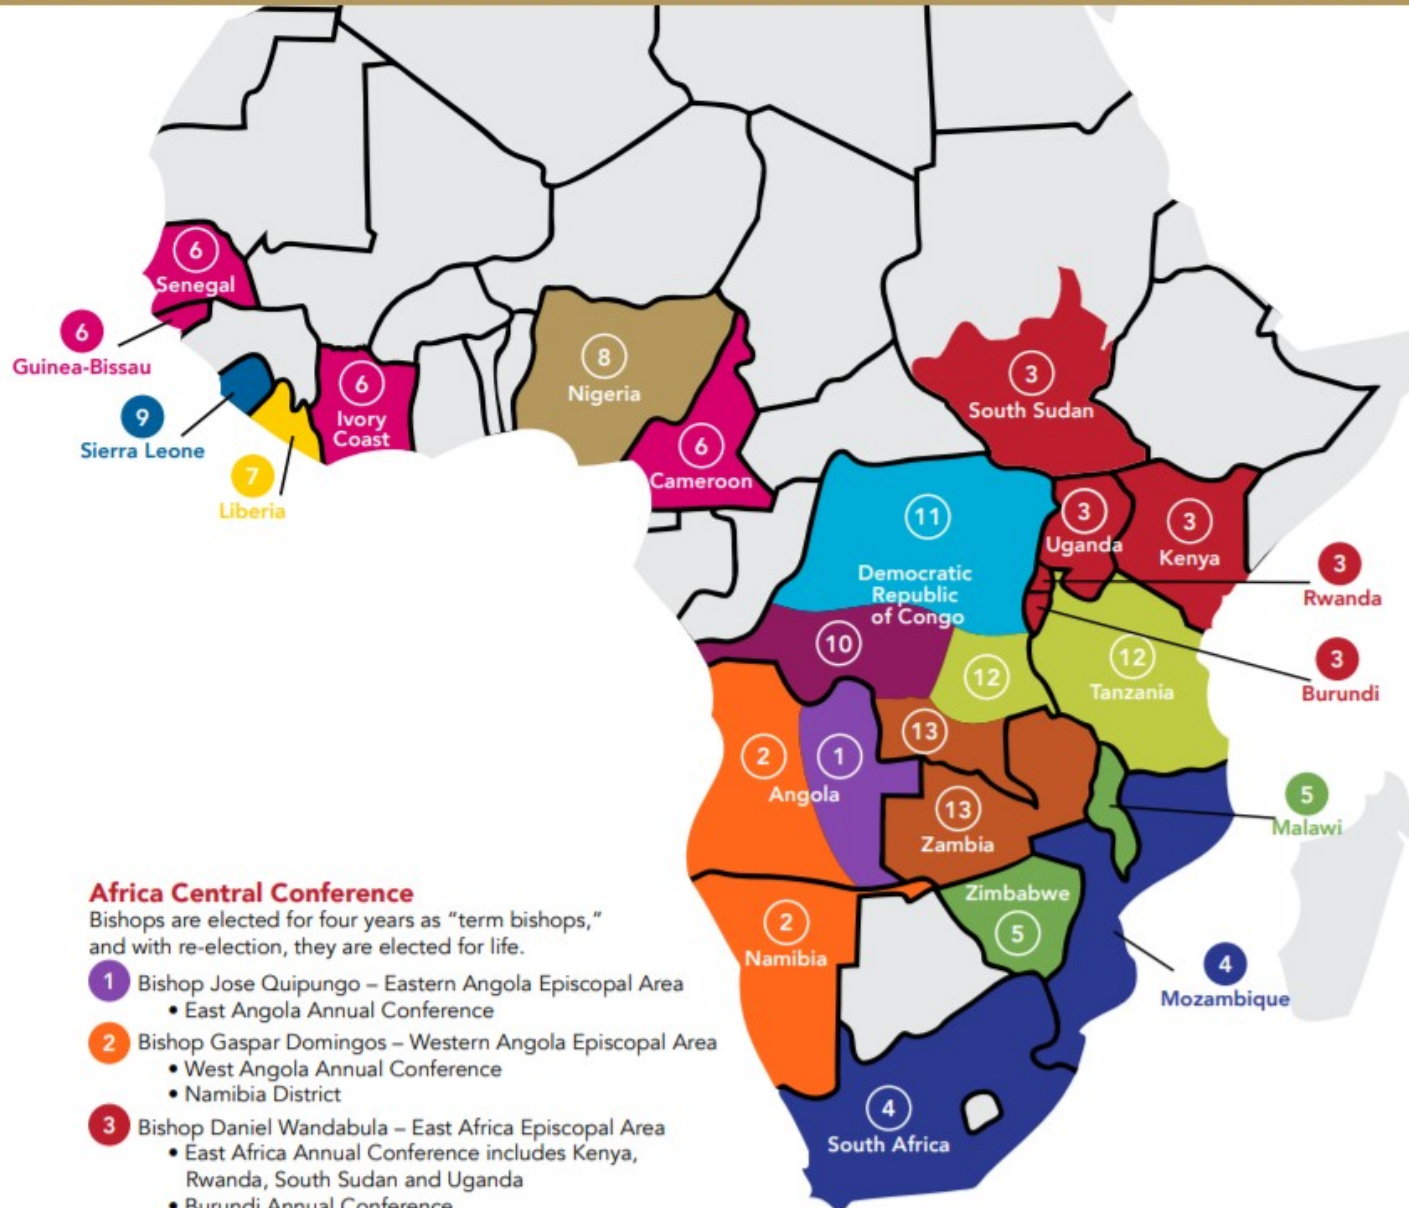 6
Senegal
6
Guinea-Bissau
9
Sierra Leone
7
Liberia
6
Ivory
Coast
8
Nigeria
6
Cameroon
3
South Sudan
3
Uganda
3
Kenya
3
Rwanda
3
Burundi
11
Democratic
Republic
of Congo
10
12
12
Tanzania
13
2
1
Angola
13
Zambia
5
Malawi
Zimbabwe
5
2
Namibia
4
Mozambique
4
South Africa
Africa Central Conference
Bishops are elected for four years as “term bishops,”
and with re-election, they are elected for life.
1 Bishop Jose Quipungo – Eastern Angola Episcopal Area
• East Angola Annual Conference
2 Bishop Gaspar Domingos – Western Angola Episcopal Area
• West Angola Annual Conference
• Namibia District
3 Bishop Daniel Wandabula – East Africa Episcopal Area
• East Africa Annual Conference includes Kenya,
Rwanda, South Sudan and Uganda
• Burundi Annual Conference